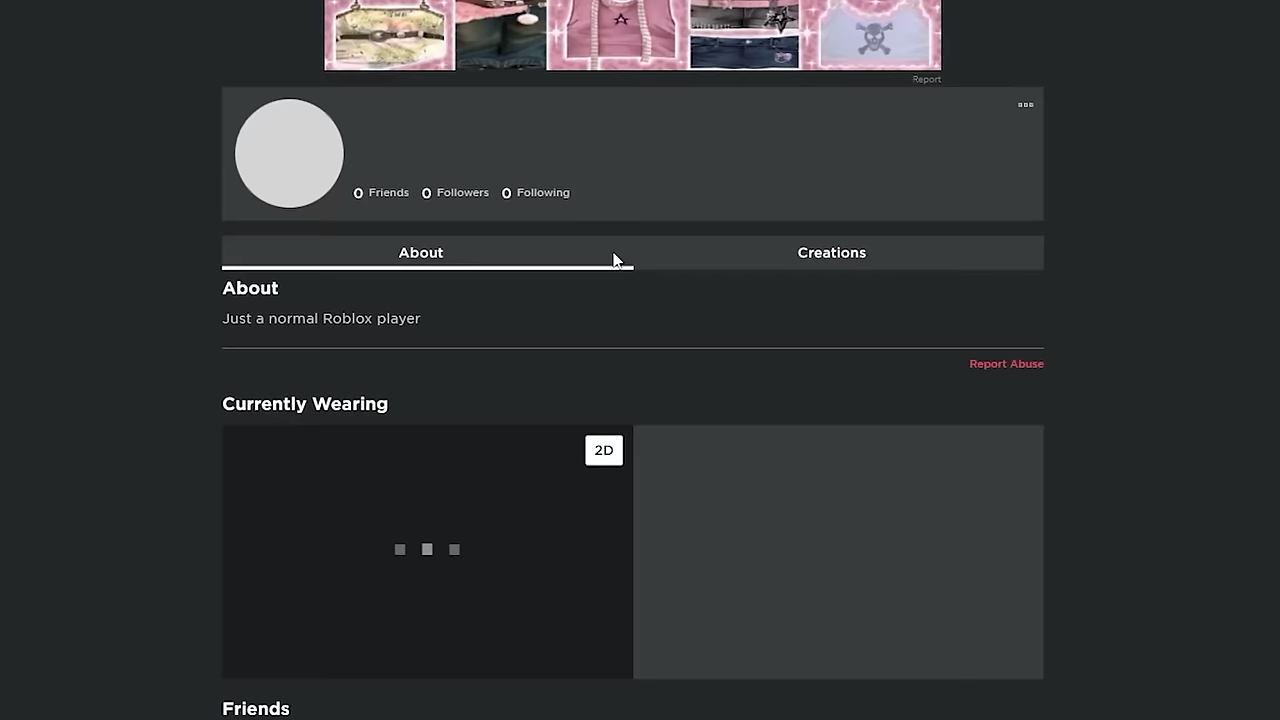 Report
0 Friends 0 Followers 0 Following
About Creations
About
Just a normal Roblox player
Report Abuse
Currently Wearing
2D
Friends